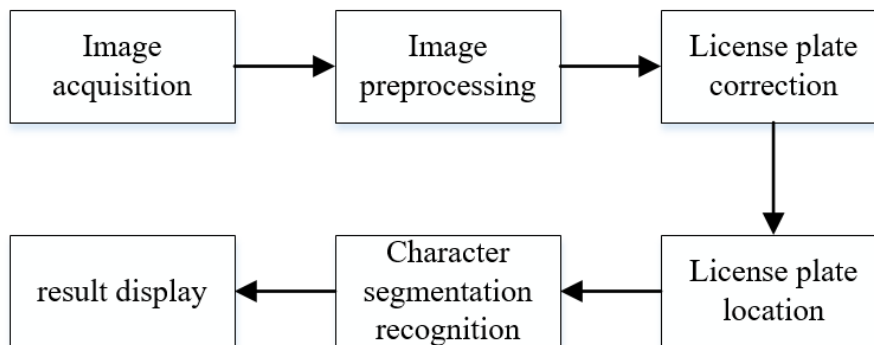 Image
acquisition
Image
preprocessing
License plate
correction
License plate
location
Character
segmentation
recognition
result display